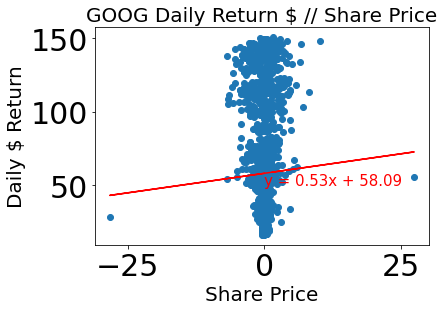 GOOG Daily Return $ // Share Price
150
100
50
Daily $ Return
y = 0.53x + 58.09
−25
0
25
Share Price